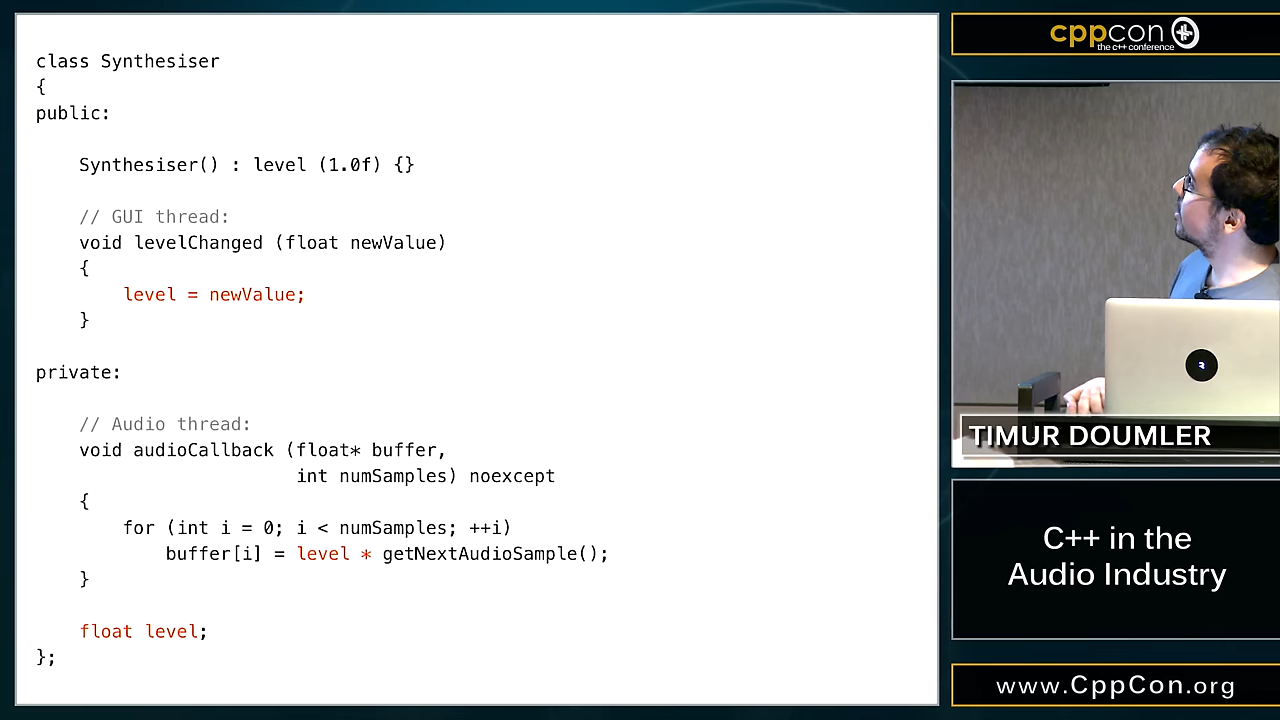 class Synthesiser
{
public:
Synthesiser() : level (1.0f) {}
// GUI thread:
void levelChanged (float newValue)
{
level = newValue;
}
private:
// Audio thread:
void audioCallback (float* buffer,
int numSamples) noexcept
{
for (int i = 0; i < numSamples; ++i)
buffer[i] = level * getNextAudioSample();
}
float level;
};
cppcon
the c++ conference
TIMUR DOUMLER
C++ in the
Audio Industry
www.CppCon.org